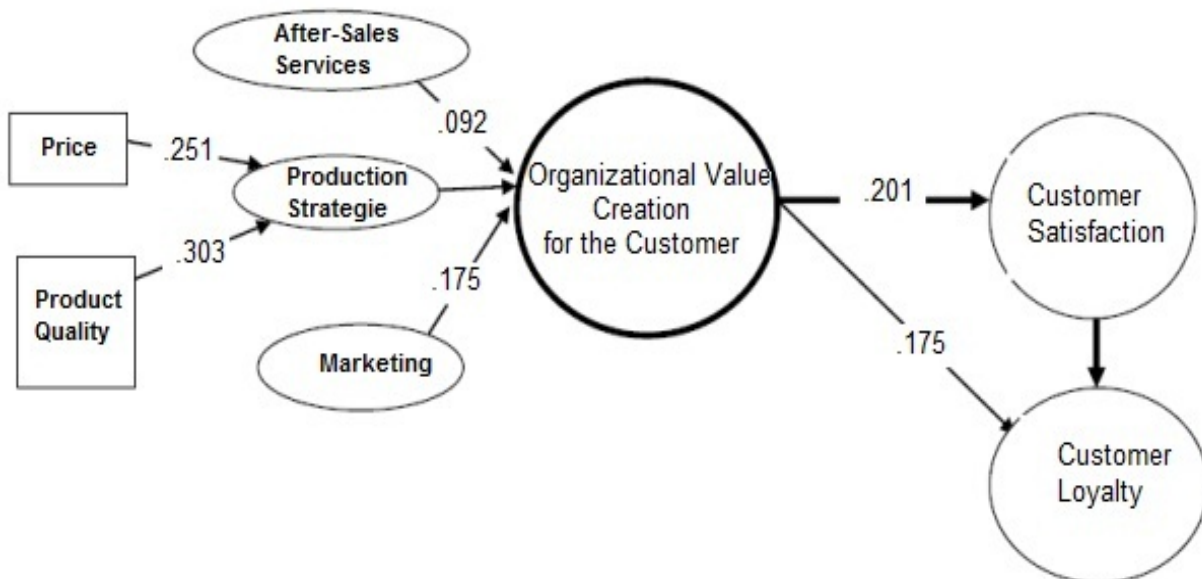 After-Sales
Services
.092
Price
.251
Production
Strategie
.303
Product
Quality
.175
Marketing
Organizational Value
Creation
for the Customer
.201
Customer
Satisfaction
.175
Customer
Loyalty